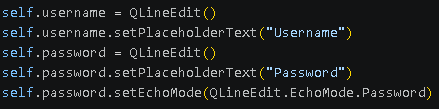 self.username = QLineEdit()
self.username.setPlaceholderText("Username")
self.password = QLineEdit()
self.password.setPlaceholderText("Password")
self.password.setEchoMode(QLineEdit.EchoMode.Password)